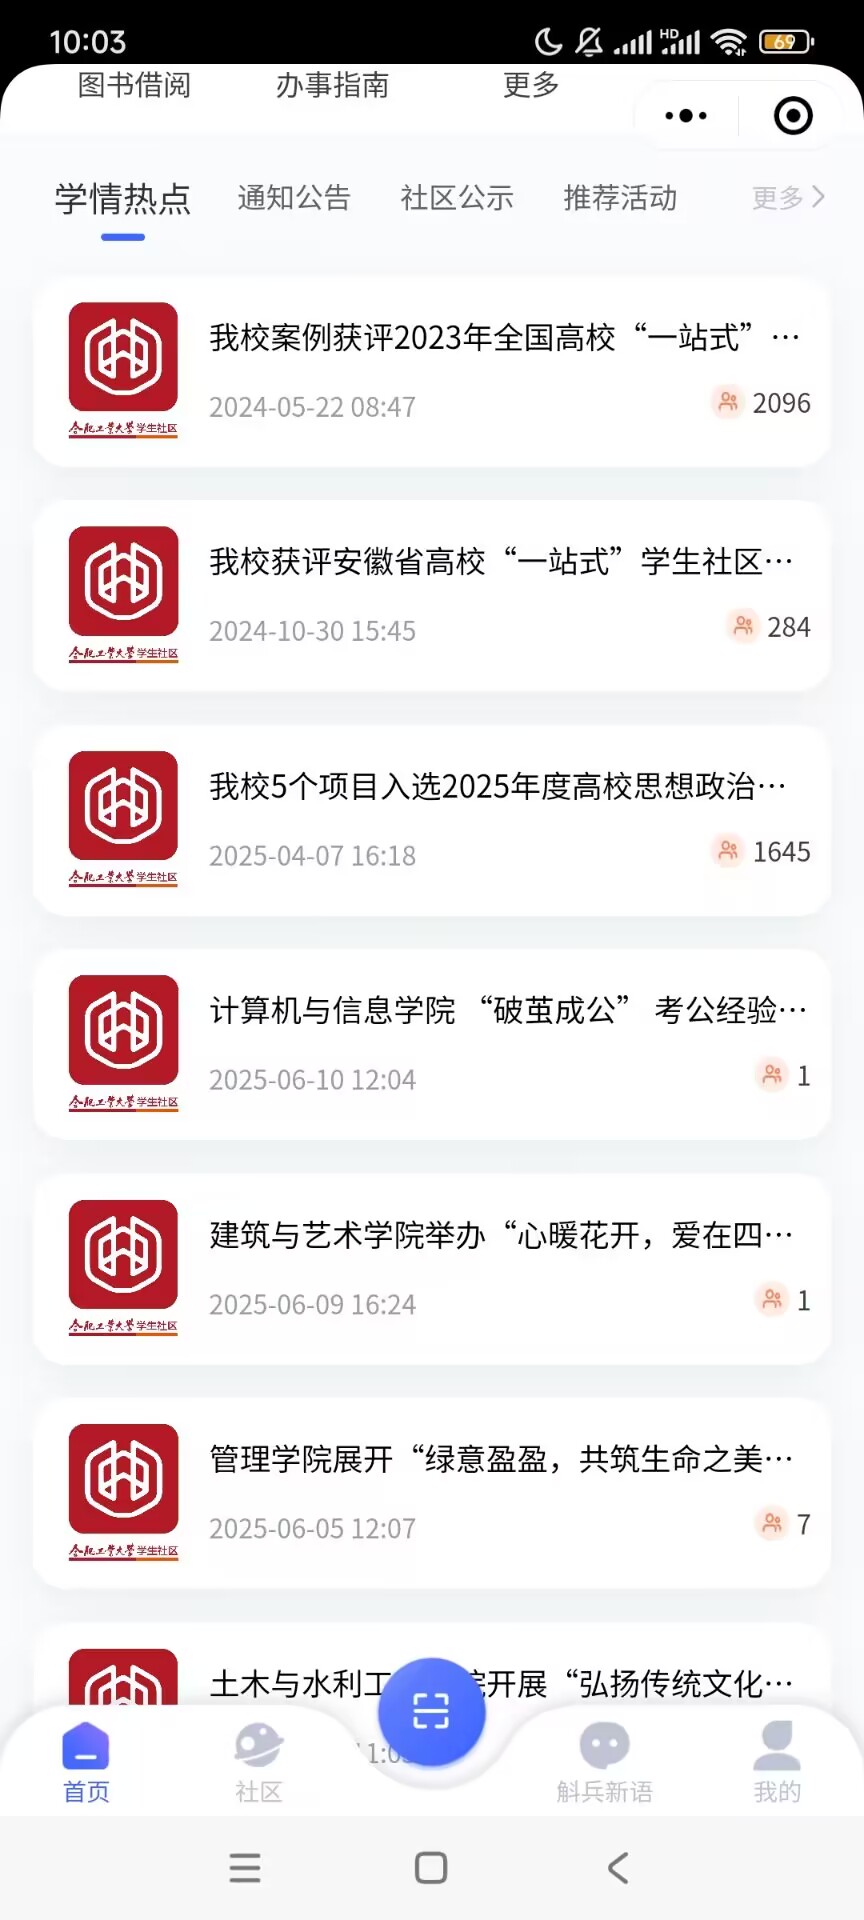 10:03
HD
69
图书借阅 办事指南 更多
学情热点 通知公告 社区公示 推荐活动 更多
我校案例获评2023年全国高校“一站式”…
2024-05-22 08:47 2096
合肥工业大学学生社区
我校获评安徽省高校“一站式”学生社区…
2024-10-30 15:45 284
合肥工业大学学生社区
我校5个项目入选2025年度高校思想政治…
2025-04-07 16:18 1645
合肥工业大学学生社区
计算机与信息学院 “破茧成公” 考公经验…
2025-06-10 12:04 1
合肥工业大学学生社区
建筑与艺术学院举办“心暖花开，爱在四…
2025-06-09 16:24 1
合肥工业大学学生社区
管理学院展开“绿意盈盈，共筑生命之美…
2025-06-05 12:07 7
合肥工业大学学生社区
土木与水利工 院开展“弘扬传统文化…
首页 社区 斛兵新语 我的